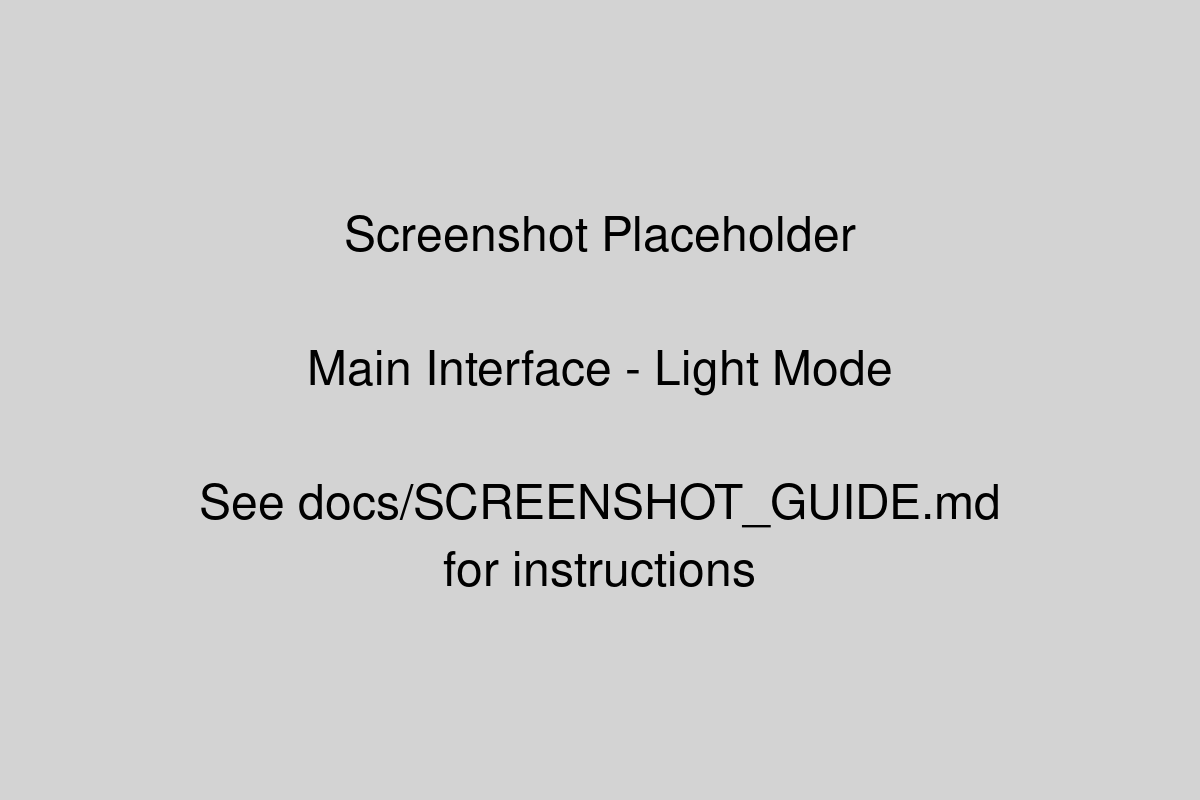 Screenshot Placeholder
Main Interface - Light Mode
See docs/SCREENSHOT_GUIDE.md
for instructions